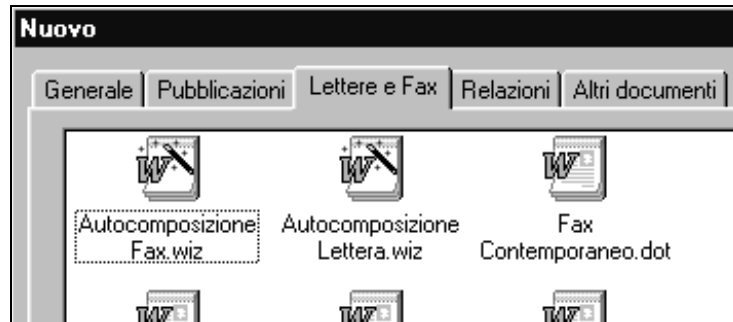 Nuovo
Generale Pubblicazioni Lettere e Fax Relazioni Altri documenti
Autocomposizione Autocomposizione Fax
Fax.wiz Lettera.wiz Contemporaneo.dot